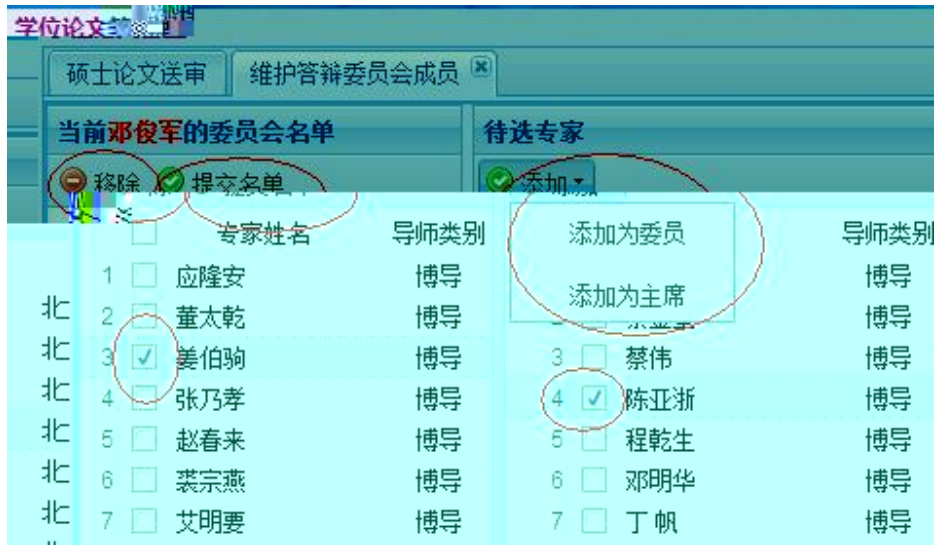 学位论文
硕士论文送审 维护答辩委员会成员
当前邓俊军的委员会名单 待选专家
移除 提交名单 添加
专家姓名 导师类别 添加为委员 导师类别
1 应隆安 博导 博导
添加为主席
北 2 董太乾 博导 博导
北 3 姜伯驹 博导 3 蔡伟 博导
北 4 张乃孝 博导 4 陈亚浙 博导
北 5 赵春来 博导 5 程乾生 博导
北 6 裘宗燕 博导 6 邓明华 博导
北 7 艾明要 博导 7 丁帆 博导